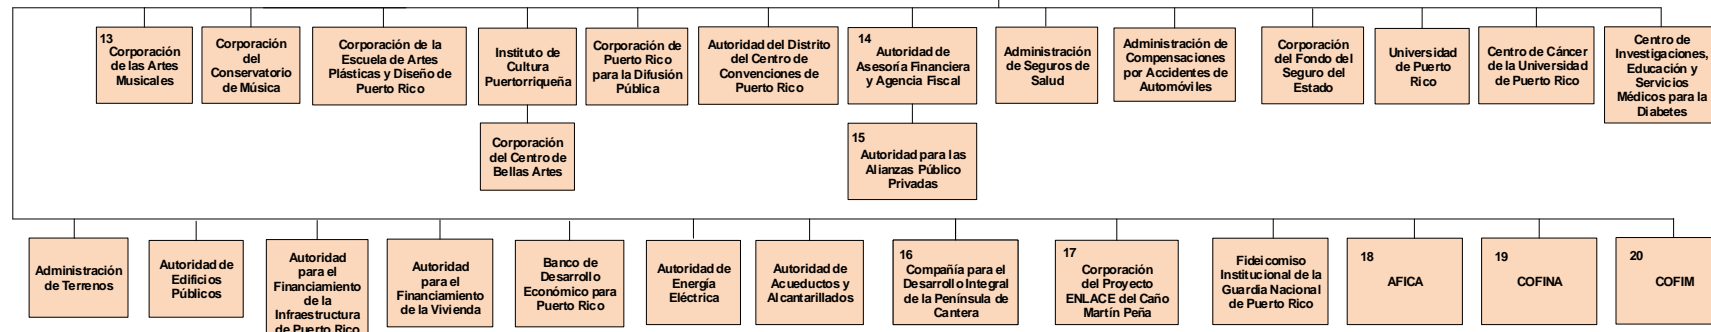 13
Corporación
de las Artes
Musicales
Corporación
del
Conservatorio
de Música
Corporación de la
Escuela de Artes
Plásticas y Diseño de
Puerto Rico
Instituto de
Cultura
Puertorriqueña
Corporación de
Puerto Rico
para la Difusión
Pública
Autoridad del Distrito
del Centro de
Convenciones de
Puerto Rico
14
Autoridad de
Asesoría Financiera
y Agencia Fiscal
Administración
de Seguros de
Salud
Administración de
Compensaciones
por Accidentes de
Automóviles
Corporación
del Fondo del
Seguro del
Estado
Universidad
de Puerto
Rico
Centro de Cáncer
de la Universidad
de Puerto Rico
Centro de
Investigaciones,
Educación y
Servicios
Médicos para la
Diabetes
Corporación
del Centro de
Bellas Artes
15
Autoridad para las
Alianzas Público
Privadas
Administración
de Terrenos
Autoridad de
Edificios
Públicos
Autoridad
para el
Financiamiento
de la
Infraestructura
de Puerto Rico
Autoridad
para el
Financiamiento
de la Vivienda
Banco de
Desarrollo
Económico para
Puerto Rico
Autoridad de
Energía
Eléctrica
Autoridad de
Acueductos y
Alcantarillados
16
Compañía para el
Desarrollo Integral
de la Península de
Cantera
17
Corporación
del Proyecto
ENLACE del Caño
Martín Peña
Fideicomiso
Institucional de la
Guardia Nacional
de Puerto Rico
18
AFICA
19
COFINA
20
COFIM